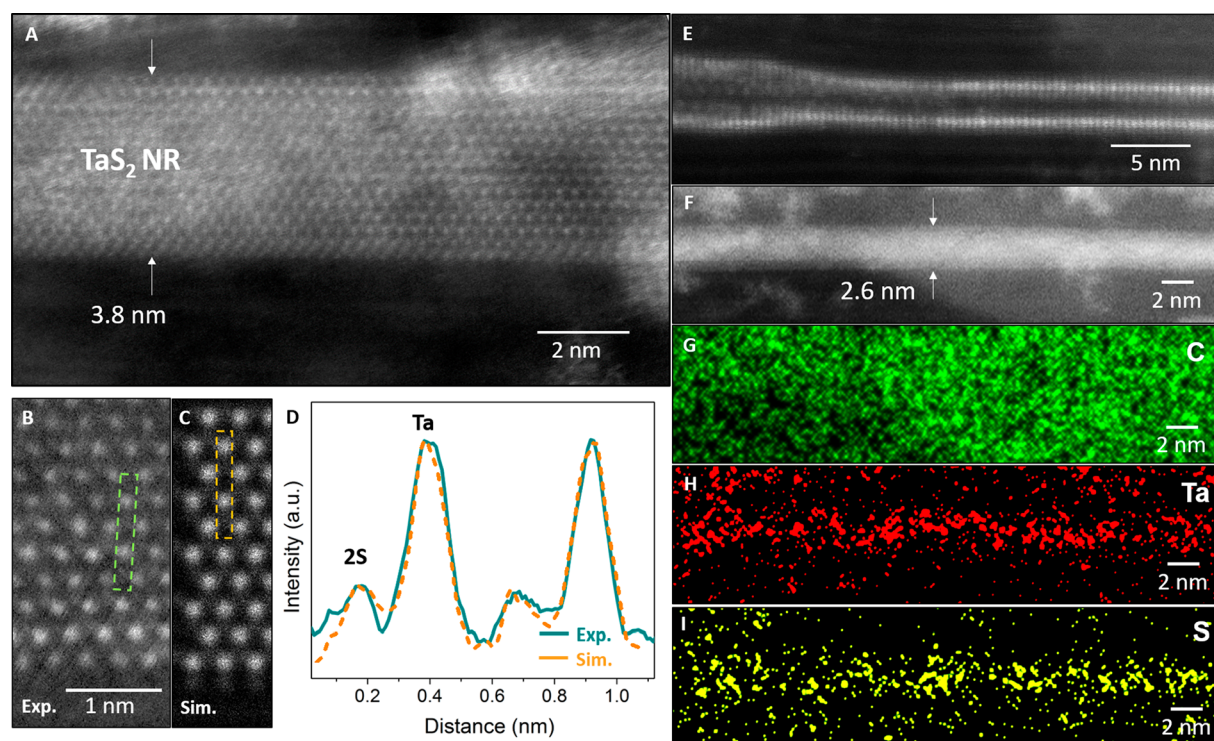 A
TaS₂ NR
3.8 nm
2 nm
B
Exp.
1 nm
C
Sim.
D
Ta
2S
Intensity (a.u.)
Exp.
Sim.
0.2 0.4 0.6 0.8 1.0
Distance (nm)
E
5 nm
F
2.6 nm
2 nm
G
C
2 nm
H
Ta
2 nm
I
S
2 nm